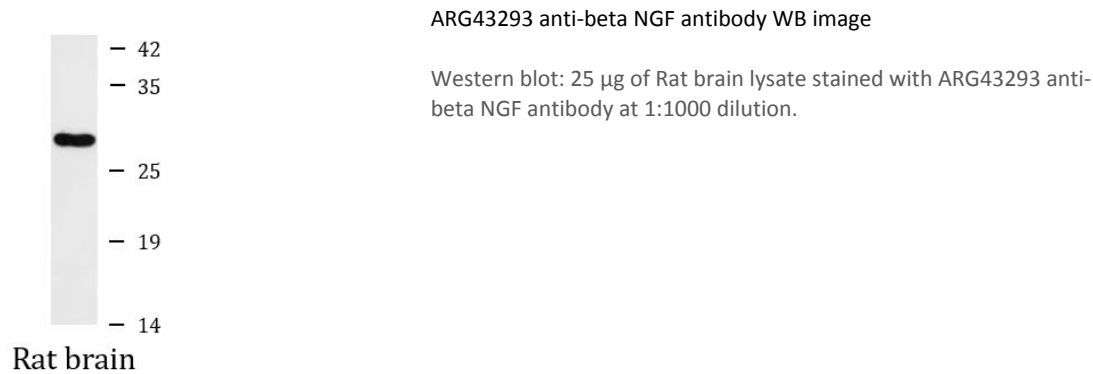 ARG43293 anti-beta NGF antibody WB image
Western blot: 25 µg of Rat brain lysate stained with ARG43293 anti-
beta NGF antibody at 1:1000 dilution.
42
35
25
19
14
Rat brain